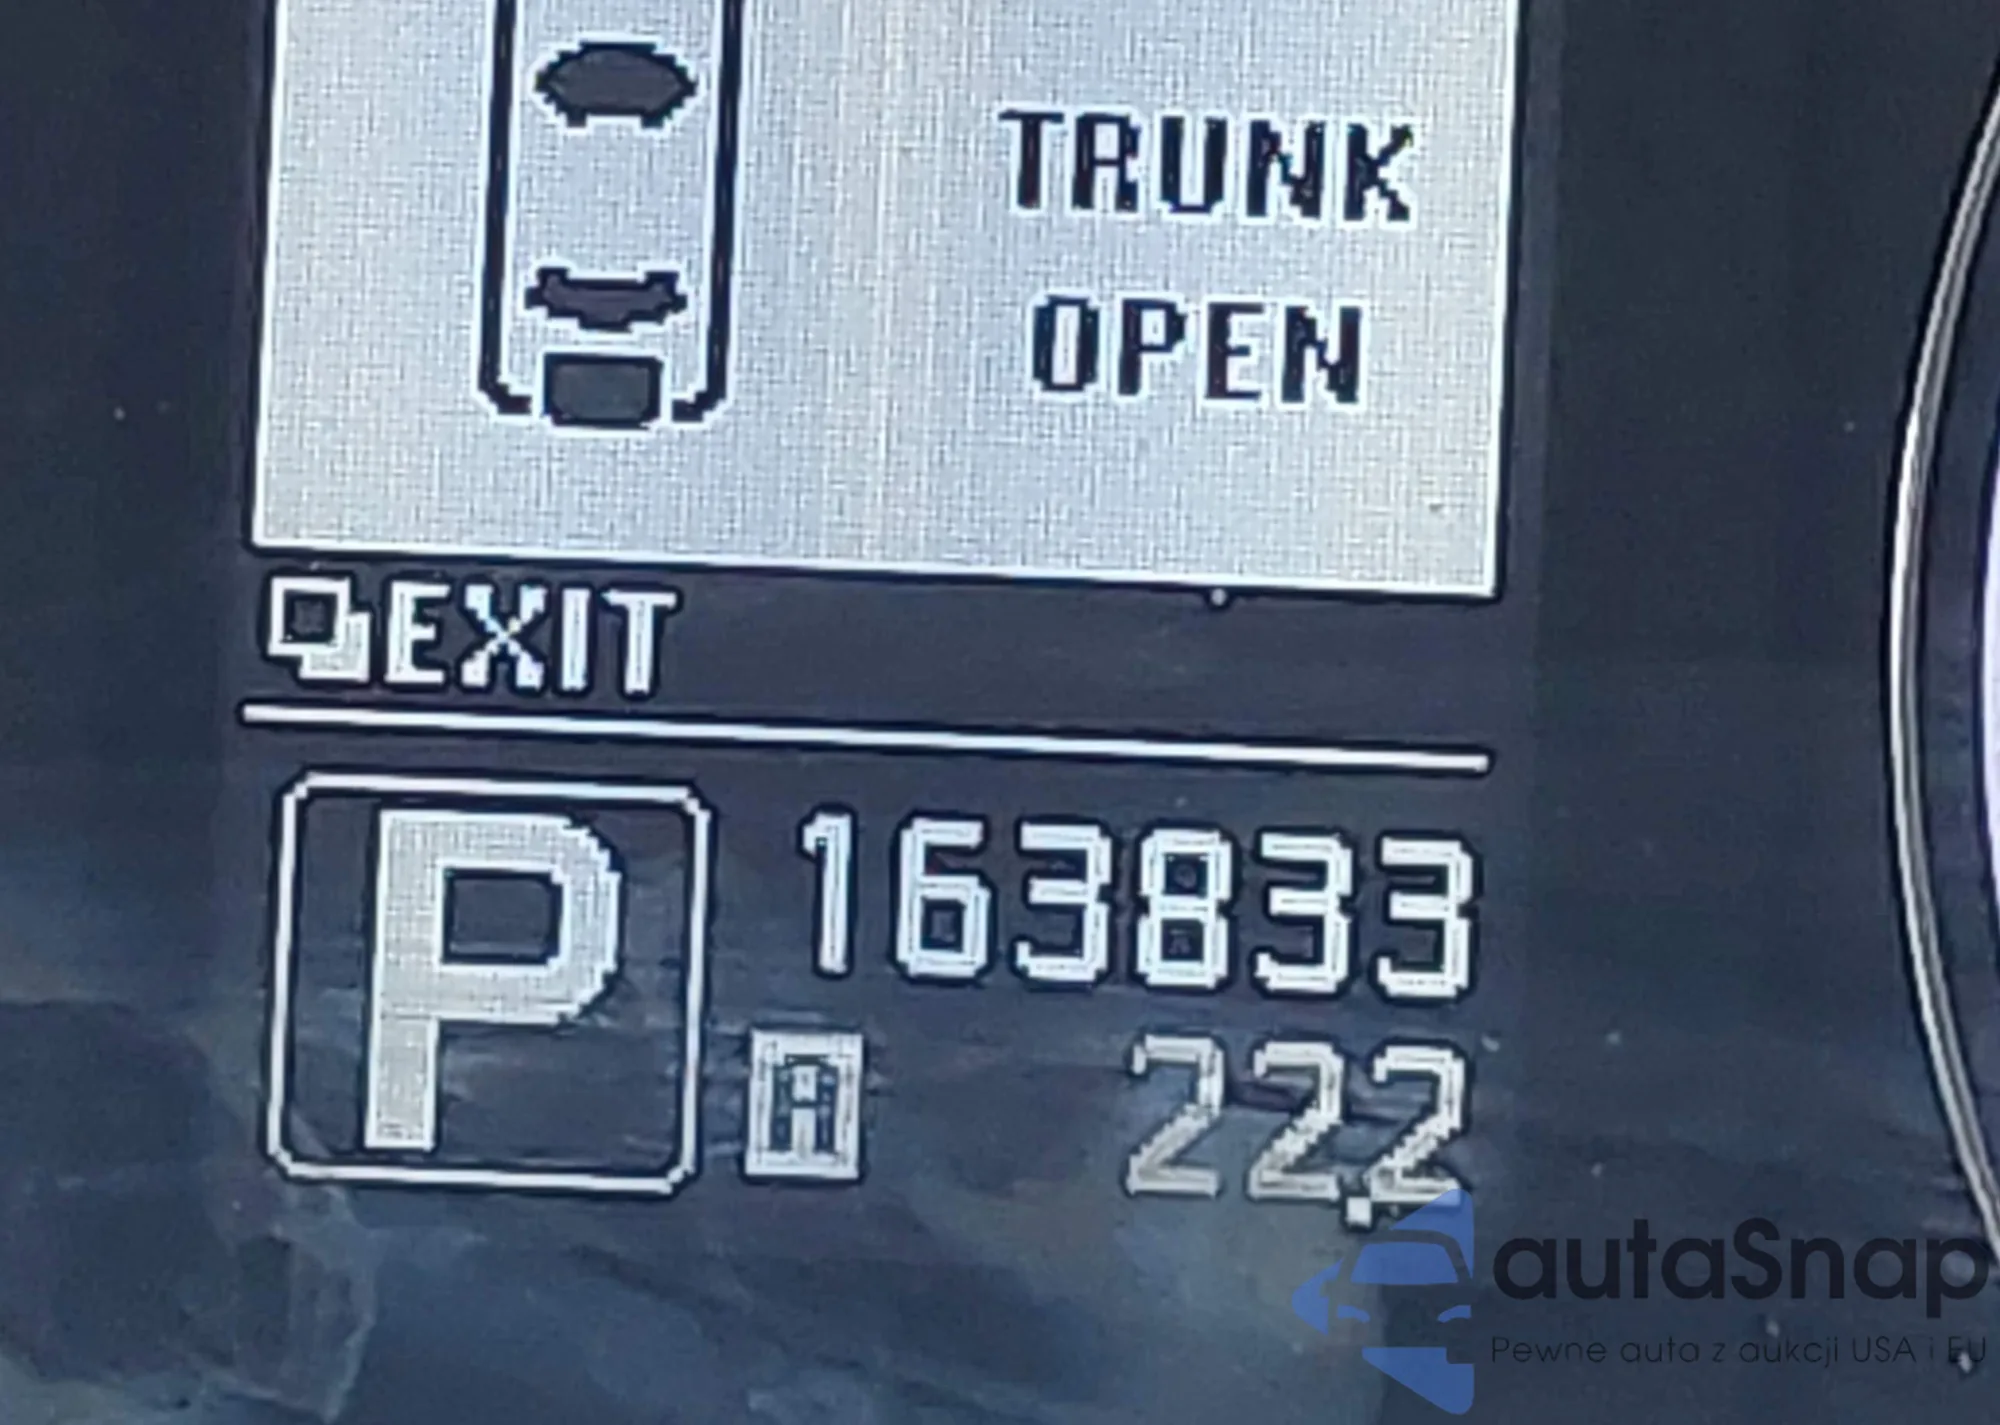 TRUNK
OPEN
EXIT
P
163833
A 22.2
autaSnap
Pewne auta z aukcji USA i EU